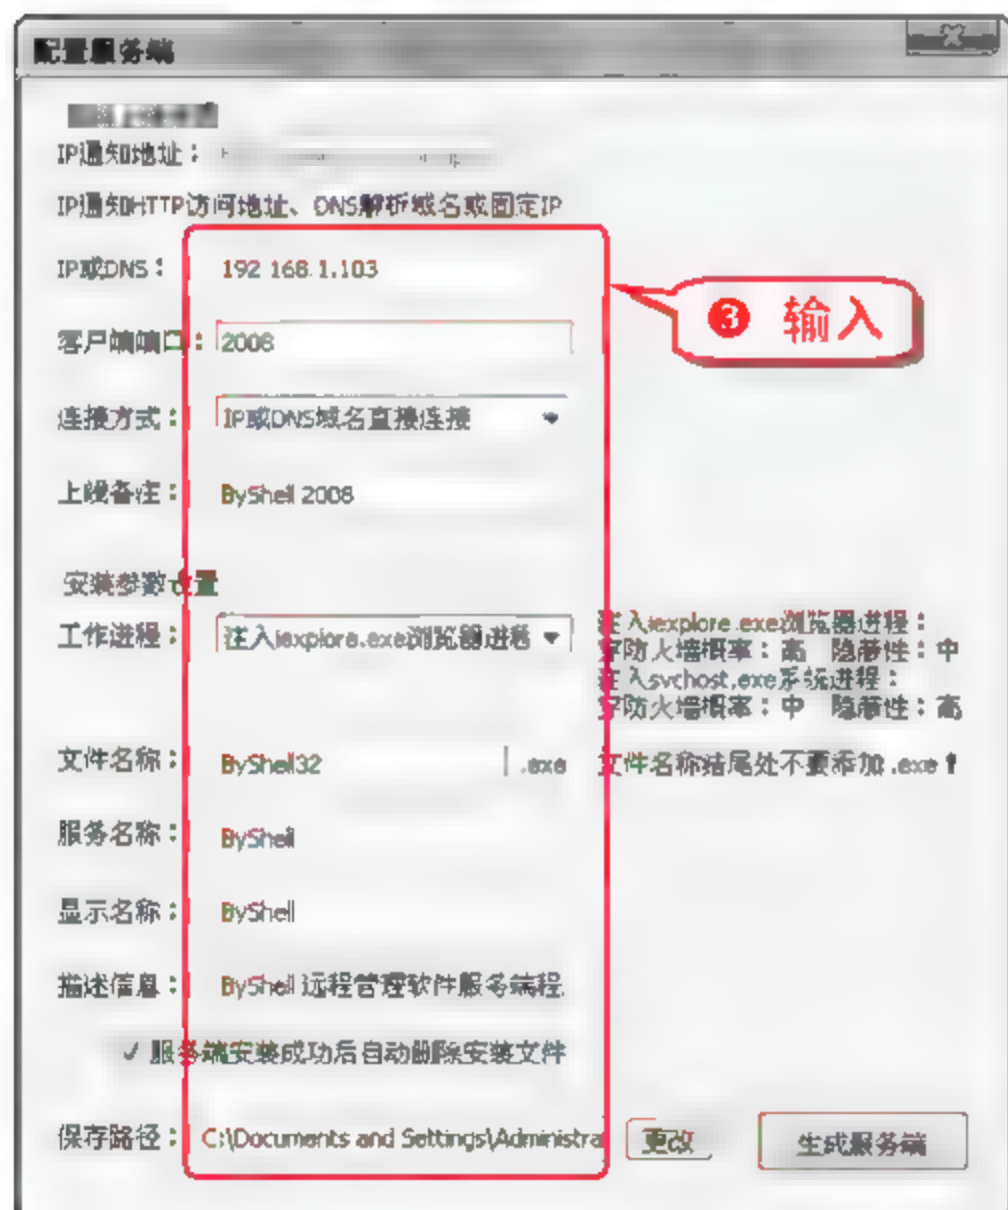 配置服务端
IP通知地址：
IP通知HTTP访问地址、DNS解析域名或固定IP
IP或DNS： 192.168.1.103
❸ 输入
客户端端口： 2008
连接方式： IP或DNS域名直接连接
上线备注： ByShell 2008
安装参数设置
工作进程： 注入iexplore.exe浏览器进程
注入iexplore.exe浏览器进程：
穿防火墙概率：高 隐蔽性：中
注入svchost.exe系统进程：
穿防火墙概率：中 隐蔽性：高
文件名称： ByShell32 .exe 文件名称结尾处不要添加.exe！
服务名称： ByShell
显示名称： ByShell
描述信息： ByShell 远程管理软件服务端程.
✓ 服务端安装成功后自动删除安装文件
保存路径： C:\Documents and Settings\Administra 更改 生成服务端